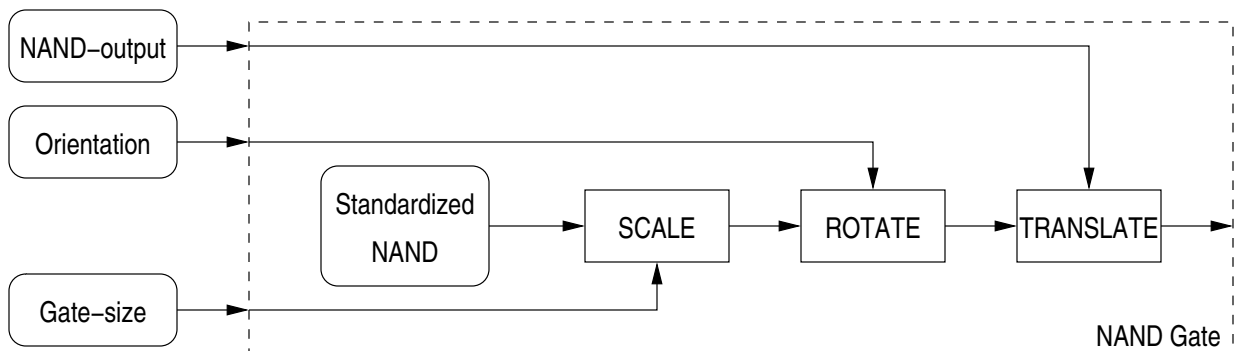 NAND−output
Orientation
Standardized
NAND
SCALE
ROTATE
TRANSLATE
Gate−size
NAND Gate